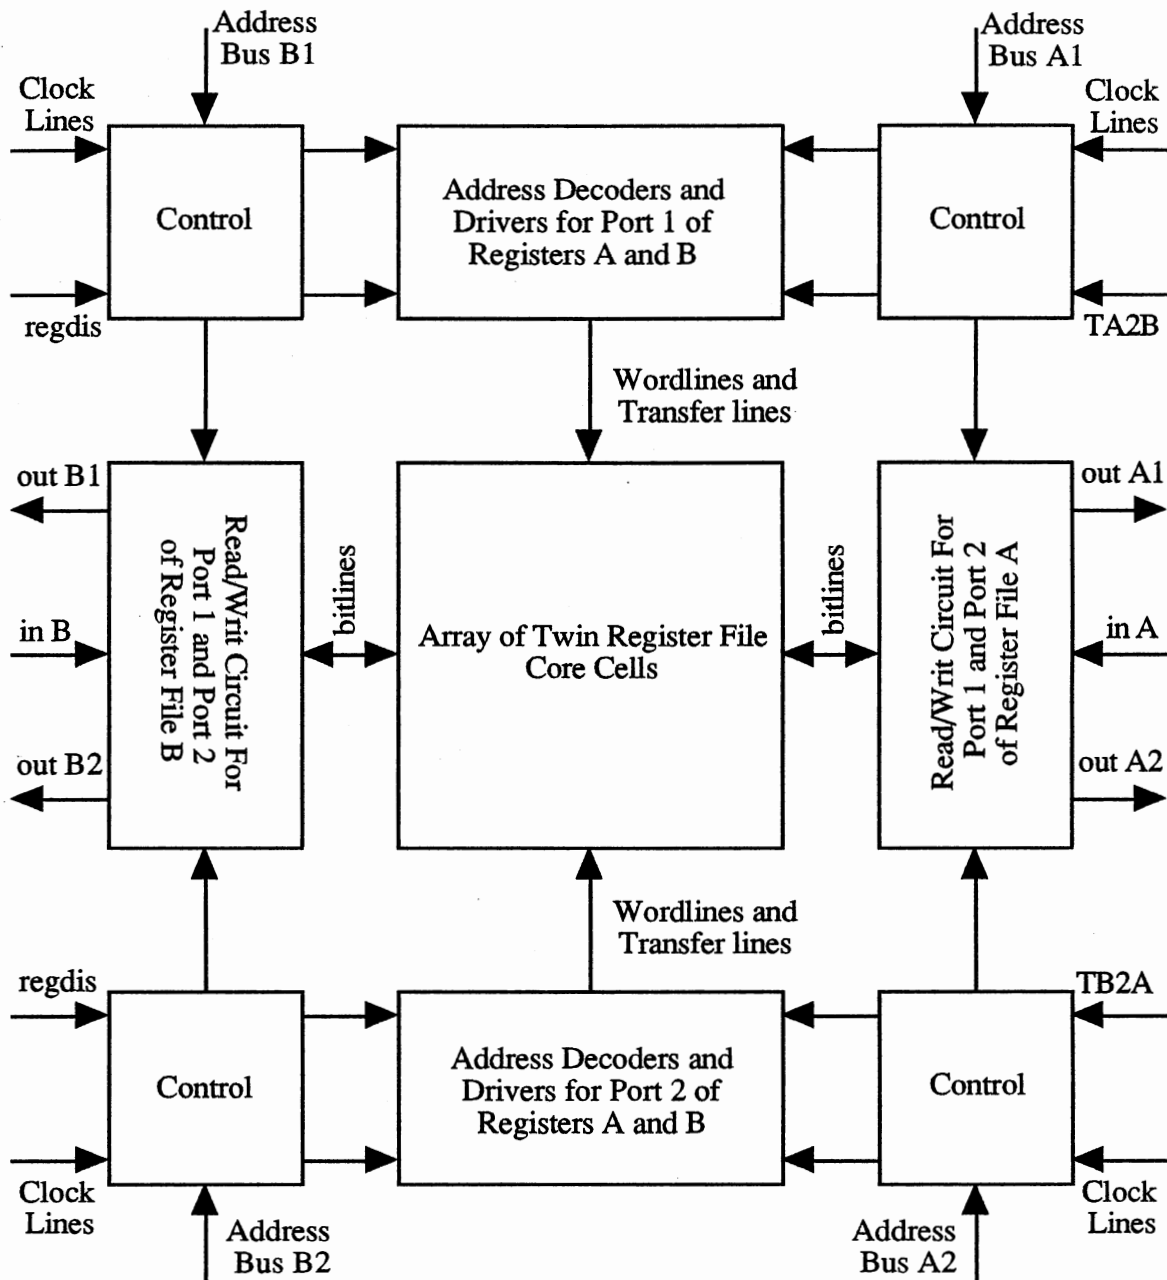 Address
Bus B1
Address
Bus A1
Clock
Lines
Clock
Lines
Control
Address Decoders and
Drivers for Port 1 of
Registers A and B
Control
regdis
TA2B
Wordlines and
Transfer lines
out B1
out A1
Read/Writ Circuit For
Port 1 and Port 2
of Register File B
bitlines
Array of Twin Register File
Core Cells
bitlines
Read/Writ Circuit For
Port 1 and Port 2
of Register File A
in B
in A
out B2
out A2
Wordlines and
Transfer lines
regdis
TB2A
Control
Address Decoders and
Drivers for Port 2 of
Registers A and B
Control
Clock
Lines
Clock
Lines
Address
Bus B2
Address
Bus A2